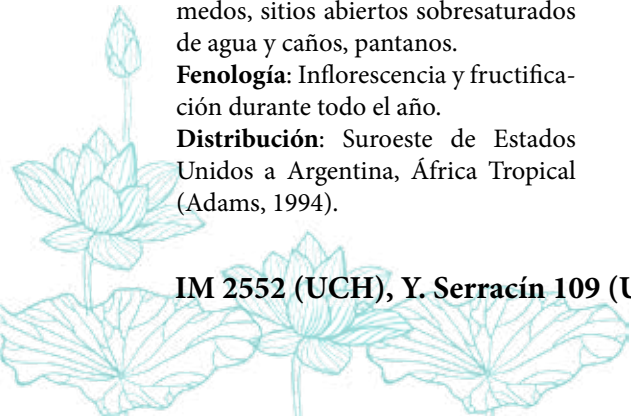 medos, sitios abiertos sobresaturados
de agua y caños, pantanos.
Fenología: Inflorescencia y fructifica-
ción durante todo el año.
Distribución: Suroeste de Estados
Unidos a Argentina, África Tropical
(Adams, 1994).
IM 2552 (UCH), Y. Serracín 109 (U